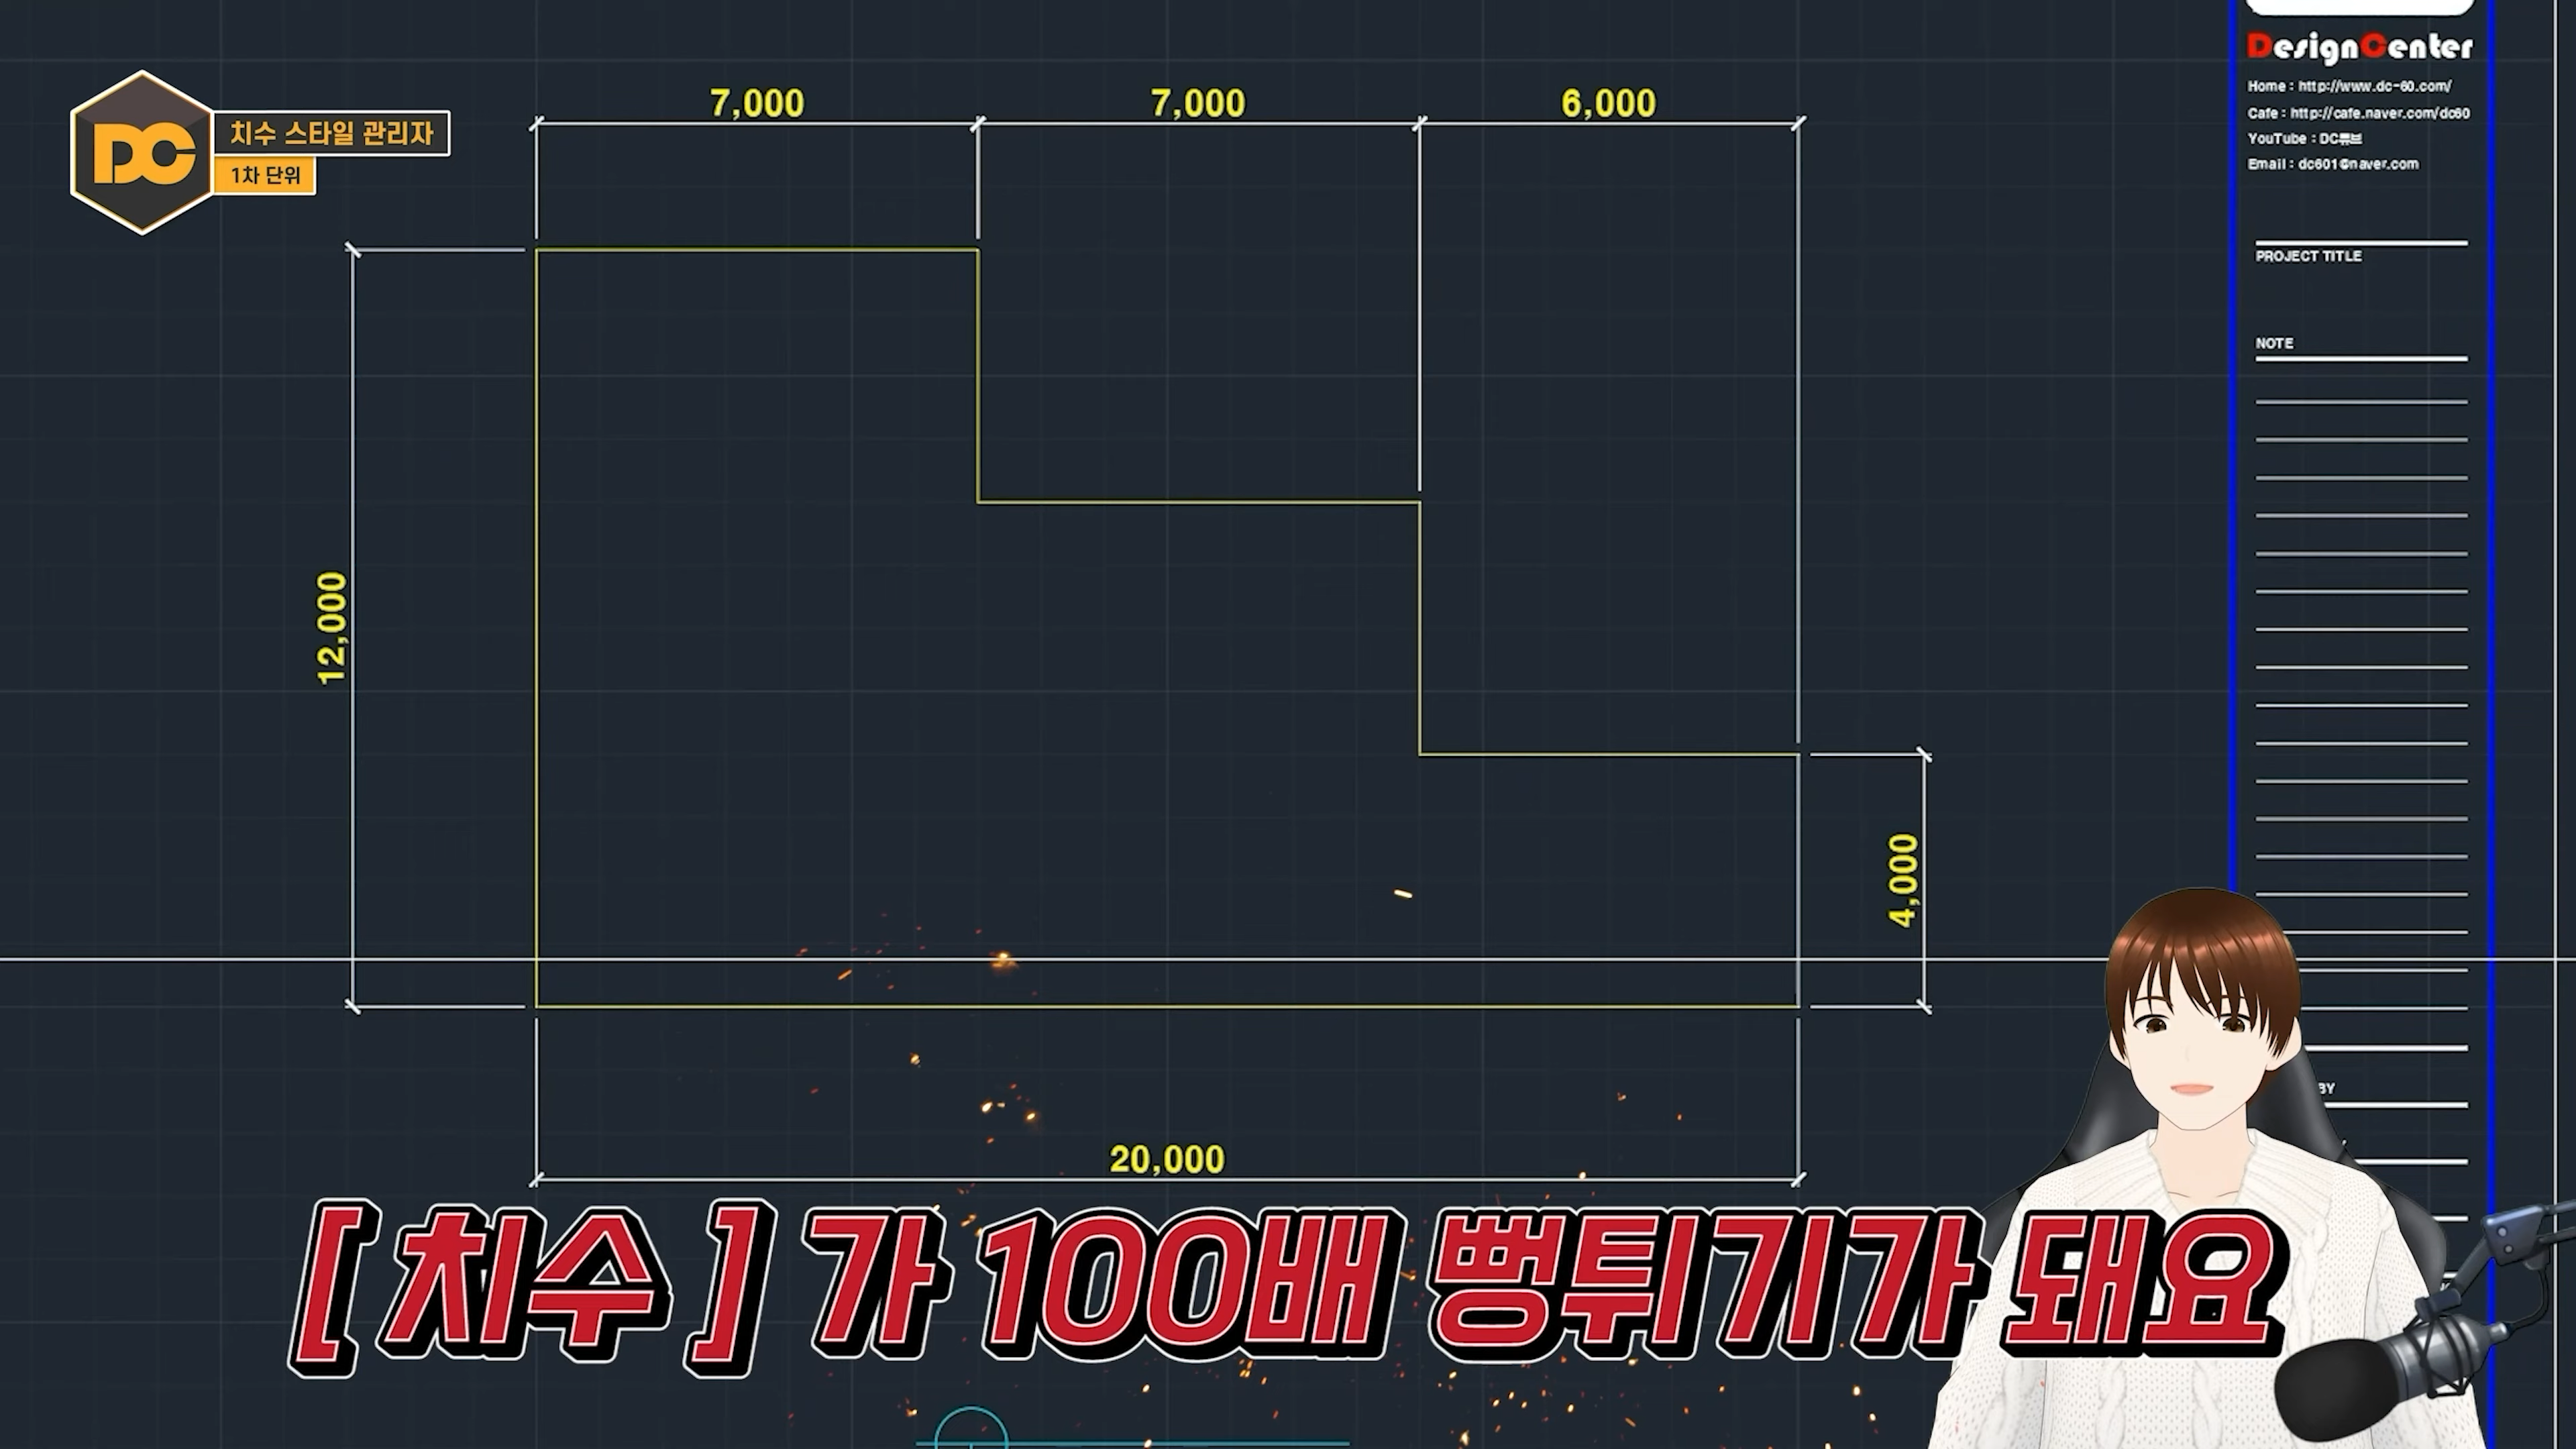 DC
치수 스타일 관리자
1차 단위
7,000
7,000
6,000
12,000
4,000
20,000
DesignCenter
Home : http://www.dc-60.com/
Cafe : http://cafe.naver.com/dc60
YouTube : DC튜브
Email : dc601@naver.com
PROJECT TITLE
NOTE
BY
[ 치수 ] 가 100배 뻥튀기가 돼요